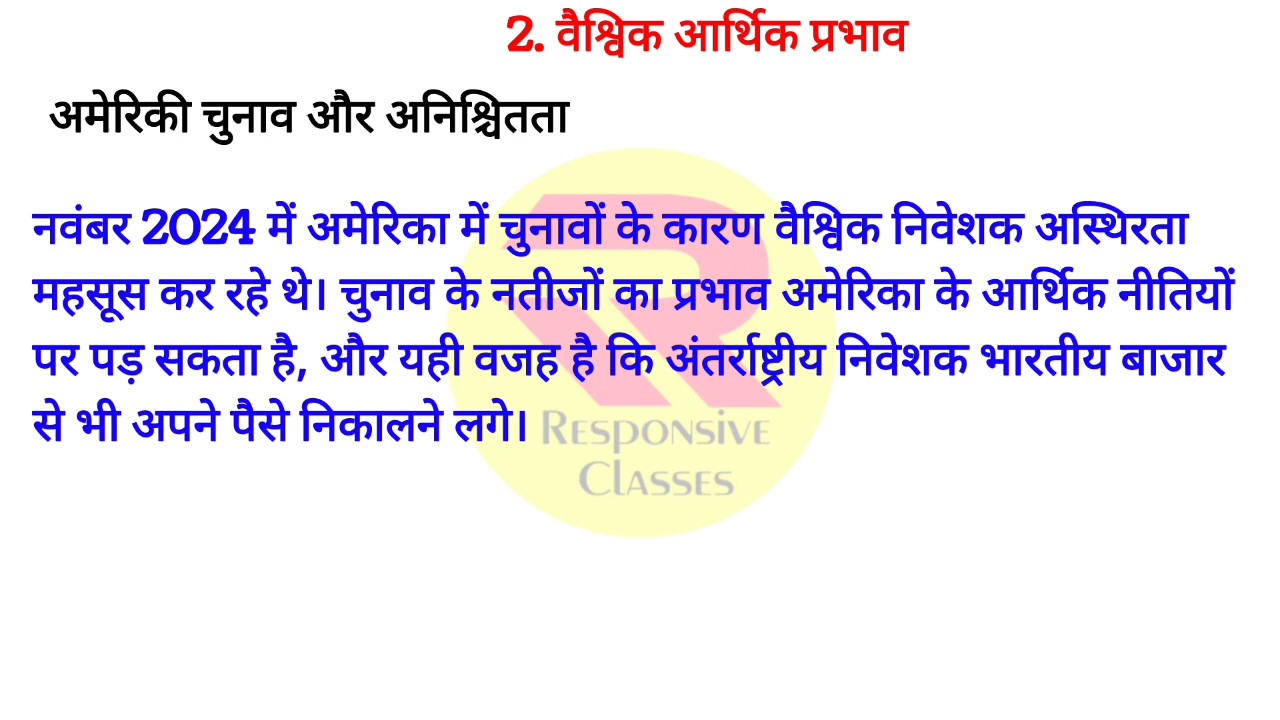 2. वैश्विक आर्थिक प्रभाव
अमेरिकी चुनाव और अनिश्चितता
नवंबर 2024 में अमेरिका में चुनावों के कारण वैश्विक निवेशक अस्थिरता
महसूस कर रहे थे। चुनाव के नतीजों का प्रभाव अमेरिका के आर्थिक नीतियों
पर पड़ सकता है, और यही वजह है कि अंतर्राष्ट्रीय निवेशक भारतीय बाजार
से भी अपने पैसे निकालने लगे।
Responsive
Classes